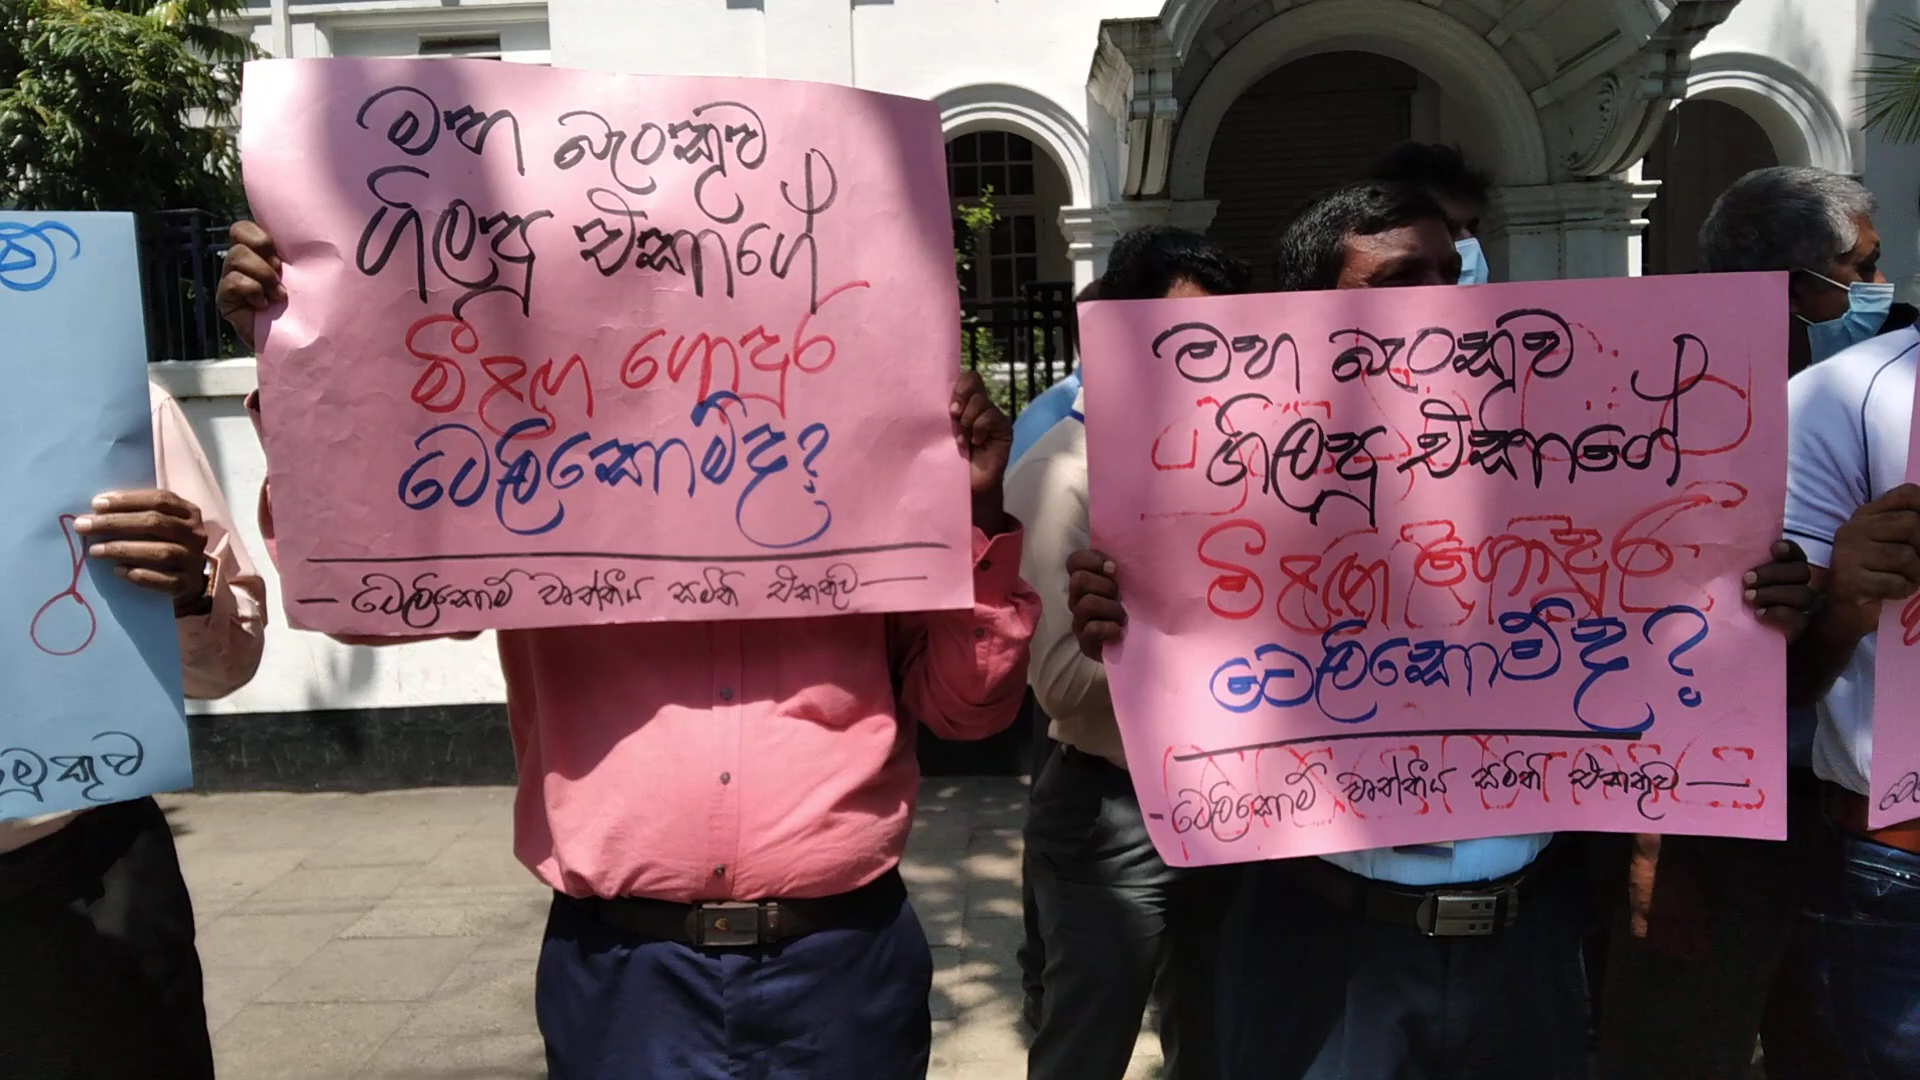 මහ බැංකුව
ගිලපු එකාගේ
මීළඟ ගොදුර
ටෙලිකොම්ද?
- ටෙලිකොම් වෘත්තීය සමිති එකතුව -
මහ බැංකුව
ගිලපු එකාගේ
මීළඟ ගොදුර
ටෙලිකොම්ද?
- ටෙලිකොම් වෘත්තීය සමිති එකතුව -